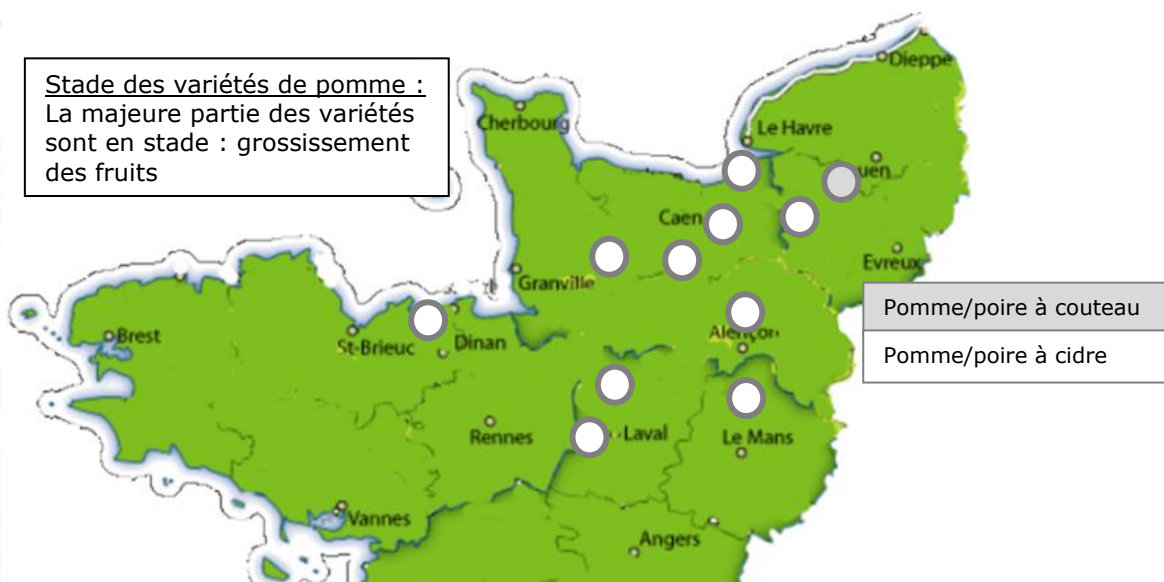 Stade des variétés de pomme :
La majeure partie des variétés
sont en stade : grossissement
des fruits
Dieppe
Cherbourg
Le Havre
uen
Caen
Evreux
Granville
Pomme/poire à couteau
Alençon
Pomme/poire à cidre
Brest
St-Brieuc
Dinan
Rennes
Laval
Le Mans
Vannes
Angers